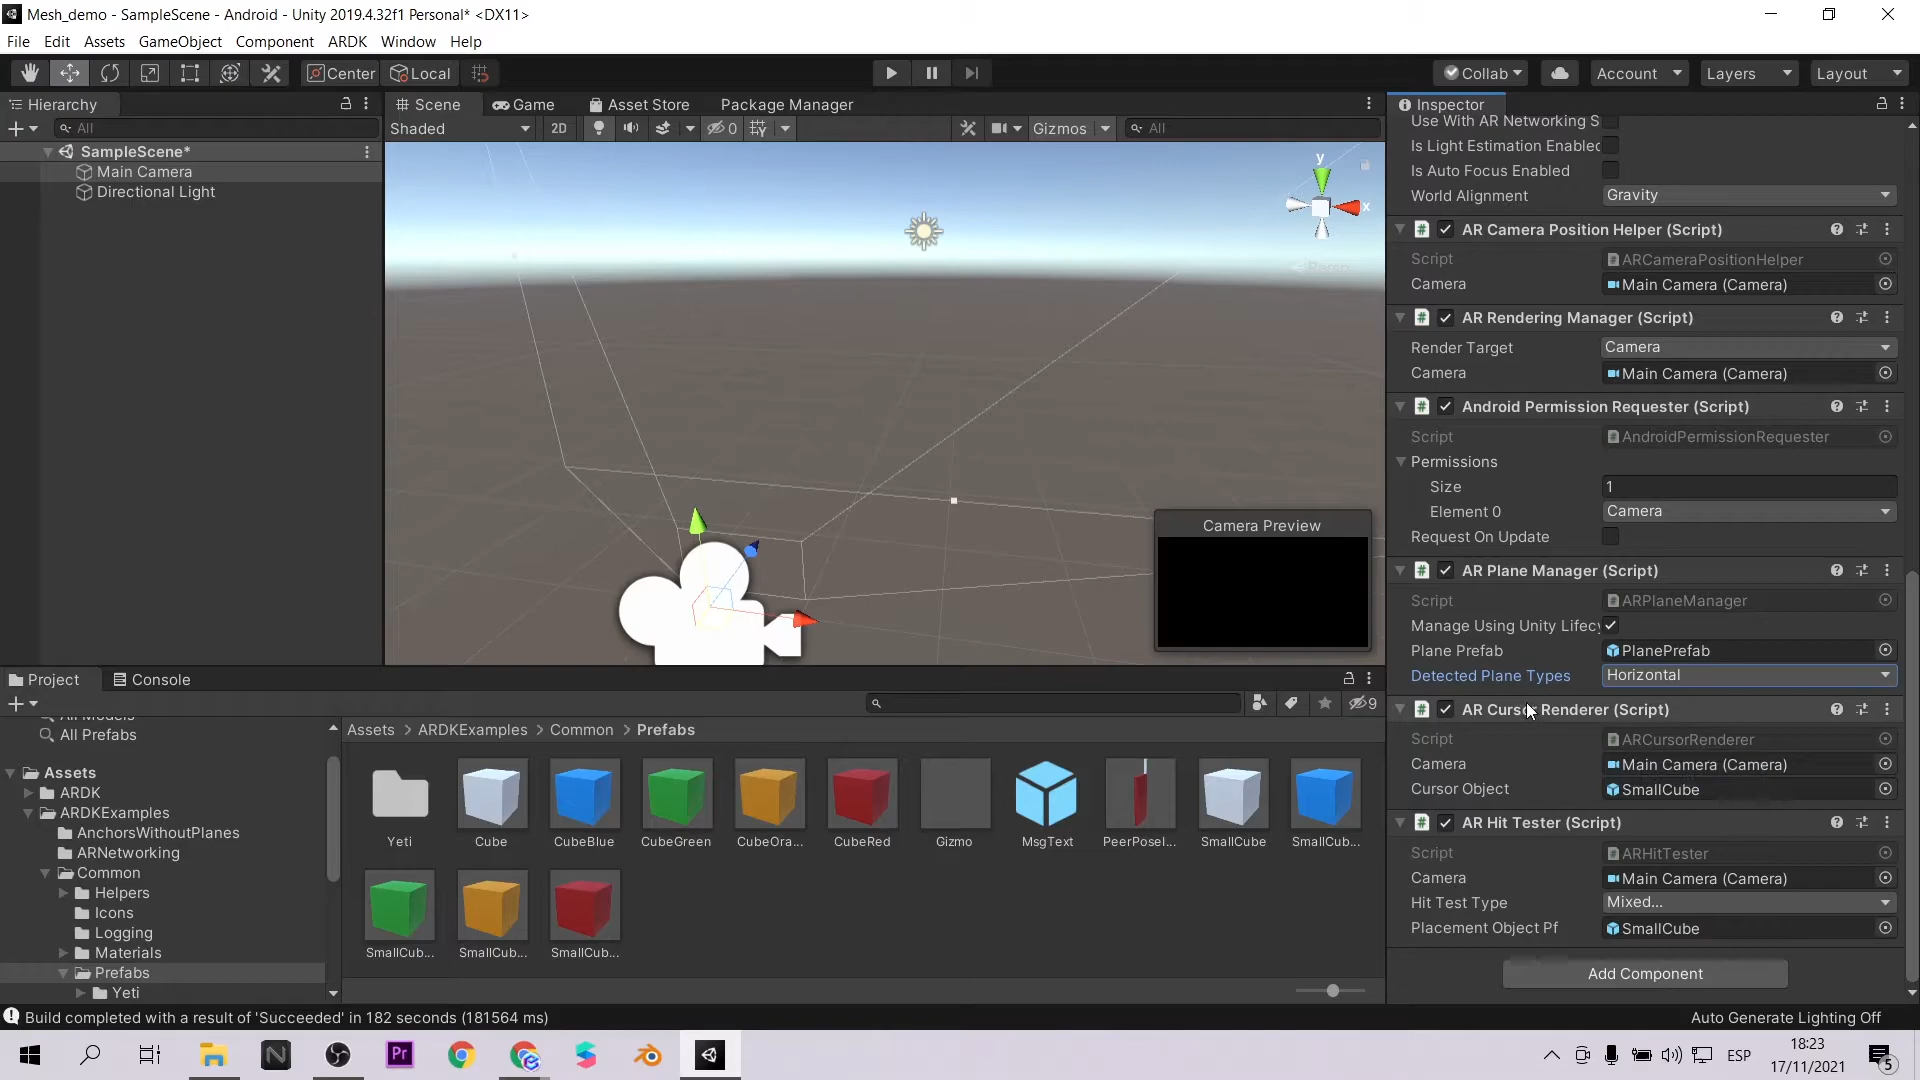 Mesh_demo - SampleScene - Android - Unity 2019.4.32f1 Personal* <DX11>
File Edit Assets GameObject Component ARDK Window Help
Center Local Collab Account Layers Layout
Hierarchy
All
SampleScene*
Main Camera
Directional Light
Scene Game Asset Store Package Manager
Shaded 2D 0 Gizmos All
y
x
Persp
Camera Preview
Inspector
Use With AR Networking S
Is Light Estimation Enabled
Is Auto Focus Enabled
World Alignment Gravity
AR Camera Position Helper (Script)
Script ARCameraPositionHelper
Camera Main Camera (Camera)
AR Rendering Manager (Script)
Render Target Camera
Camera Main Camera (Camera)
Android Permission Requester (Script)
Script AndroidPermissionRequester
Permissions
Size 1
Element 0 Camera
Request On Update
AR Plane Manager (Script)
Script ARPlaneManager
Manage Using Unity Lifecy
Plane Prefab PlanePrefab
Detected Plane Types Horizontal
AR Cursor Renderer (Script)
Script ARCursorRenderer
Camera Main Camera (Camera)
Cursor Object SmallCube
AR Hit Tester (Script)
Script ARHitTester
Camera Main Camera (Camera)
Hit Test Type Mixed...
Placement Object Pf SmallCube
Add Component
Project Console
9
All Models
All Prefabs
Assets
ARDK
ARDKExamples
AnchorsWithoutPlanes
ARNetworking
Common
Helpers
Icons
Logging
Materials
Prefabs
Yeti
Assets > ARDKExamples > Common > Prefabs
Yeti Cube CubeBlue CubeGreen CubeOra... CubeRed Gizmo MsgText PeerPoseI... SmallCube SmallCub...
SmallCub... SmallCub... SmallCub...
Build completed with a result of 'Succeeded' in 182 seconds (181564 ms)
Auto Generate Lighting Off
N Pr ESP 18:23
17/11/2021 5